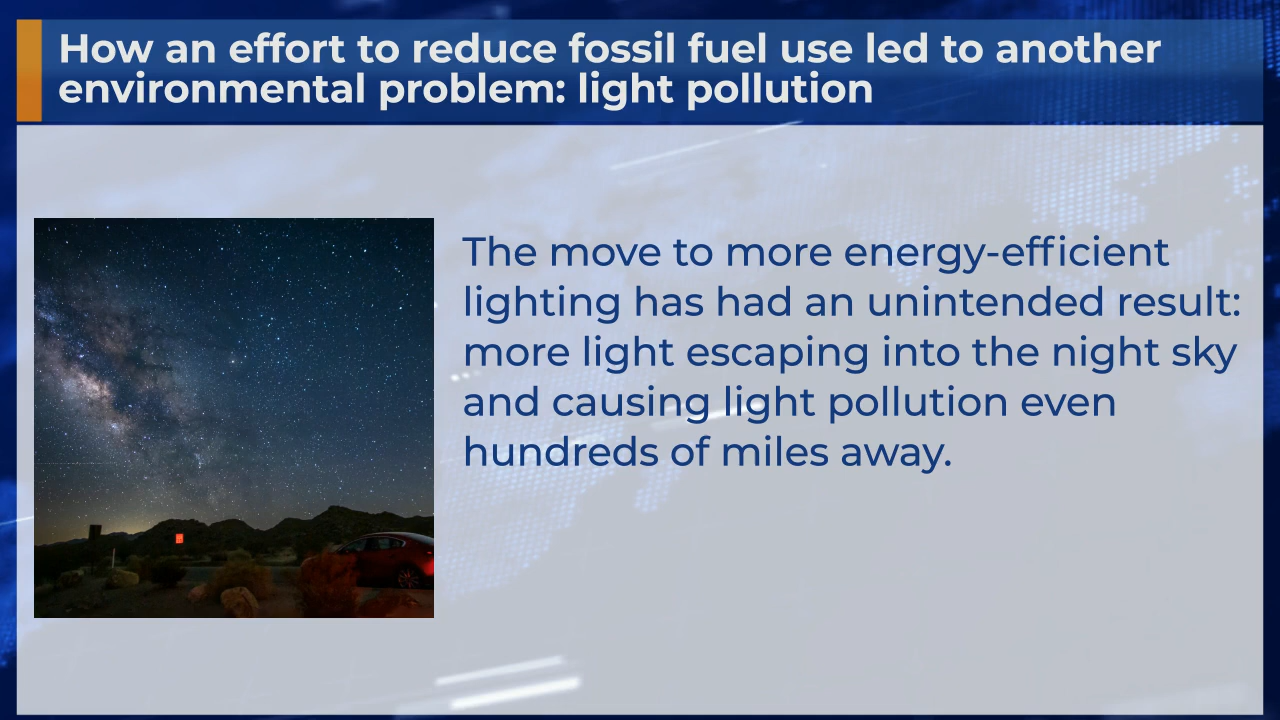 How an effort to reduce fossil fuel use led to another
environmental problem: light pollution
The move to more energy-efficient
lighting has had an unintended result:
more light escaping into the night sky
and causing light pollution even
hundreds of miles away.